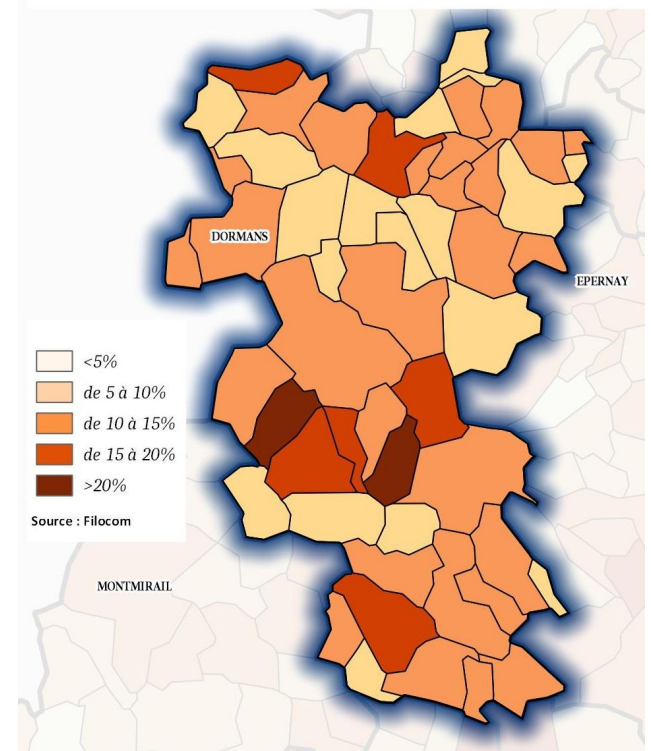 DORMANS
EPERNAY
<5%
de 5 à 10%
de 10 à 15%
de 15 à 20%
>20%
Source : Filocom
MONTMIRAIL